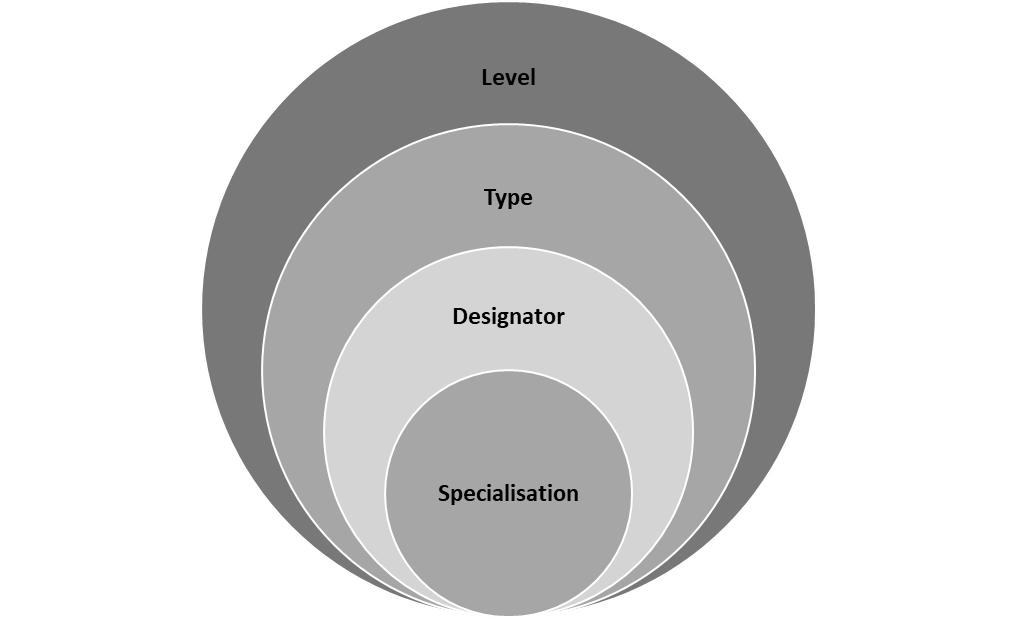 Level
Type
Designator
Specialisation